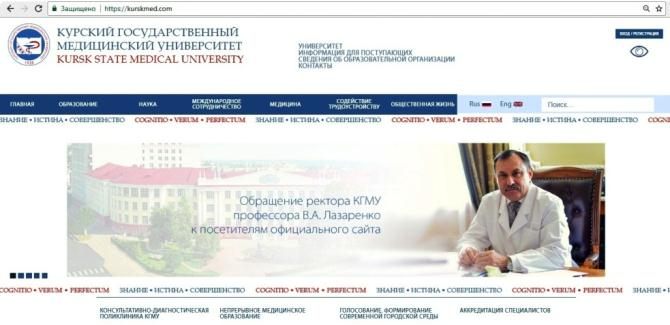 Защищено https://kurskmed.com
КУРСКИЙ ГОСУДАРСТВЕННЫЙ
МЕДИЦИНСКИЙ УНИВЕРСИТЕТ
KURSK STATE MEDICAL UNIVERSITY
УНИВЕРСИТЕТ
ИНФОРМАЦИЯ ДЛЯ ПОСТУПАЮЩИХ
СВЕДЕНИЯ ОБ ОБРАЗОВАТЕЛЬНОЙ ОРГАНИЗАЦИИ
КОНТАКТЫ
ВХОД / РЕГИСТРАЦИЯ
ГЛАВНАЯ
ОБРАЗОВАНИЕ
НАУКА
МЕЖДУНАРОДНОЕ
СОТРУДНИЧЕСТВО
МЕДИЦИНА
СОДЕЙСТВИЕ
ТРУДОУСТРОЙСТВУ
ОБЩЕСТВЕННАЯ ЖИЗНЬ
Rus Eng
Поиск...
ЗНАНИЕ • ИСТИНА • СОВЕРШЕНСТВО COGNITIO • VERUM • PERFECTUM ЗНАНИЕ • ИСТИНА • СОВЕРШЕНСТВО COGNITIO • VERUM • PERFECTUM ЗНАНИЕ • ИСТИНА • СОВЕРШЕНСТВО COGN
Обращение ректора КГМУ
профессора В.А. Лазаренко
к посетителям официального сайта
COGNITIO • VERUM • PERFECTUM ЗНАНИЕ • ИСТИНА • СОВЕРШЕНСТВО COGNITIO • VERUM • PERFECTUM ЗНАНИЕ • ИСТИНА • СОВЕРШЕНСТВО COGNITIO • VERUM • PERFECTUM
КОНСУЛЬТАТИВНО-ДИАГНОСТИЧЕСКАЯ
ПОЛИКЛИНИКА КГМУ
НЕПРЕРЫВНОЕ МЕДИЦИНСКОЕ
ОБРАЗОВАНИЕ
ГОЛОСОВАНИЕ. ФОРМИРОВАНИЕ
СОВРЕМЕННОЙ ГОРОДСКОЙ СРЕДЫ
АККРЕДИТАЦИЯ СПЕЦИАЛИСТОВ